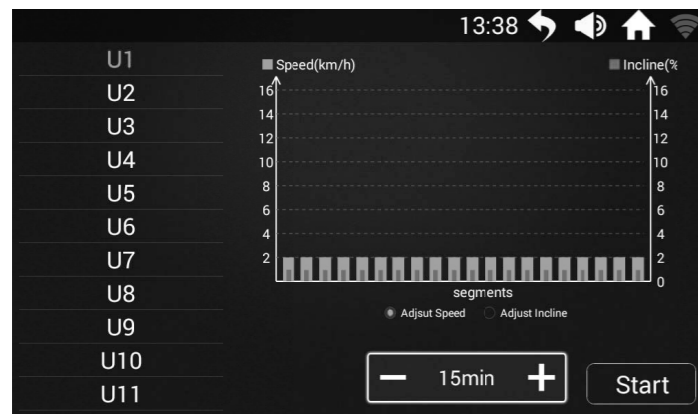 13:38
U1
U2
U3
U4
U5
U6
U7
U8
U9
U10
U11
Speed(km/h)
Incline(%
16
14
12
10
8
6
4
2
16
14
12
10
8
6
4
2
0
segments
Adjsut Speed
Adjust Incline
15min
Start